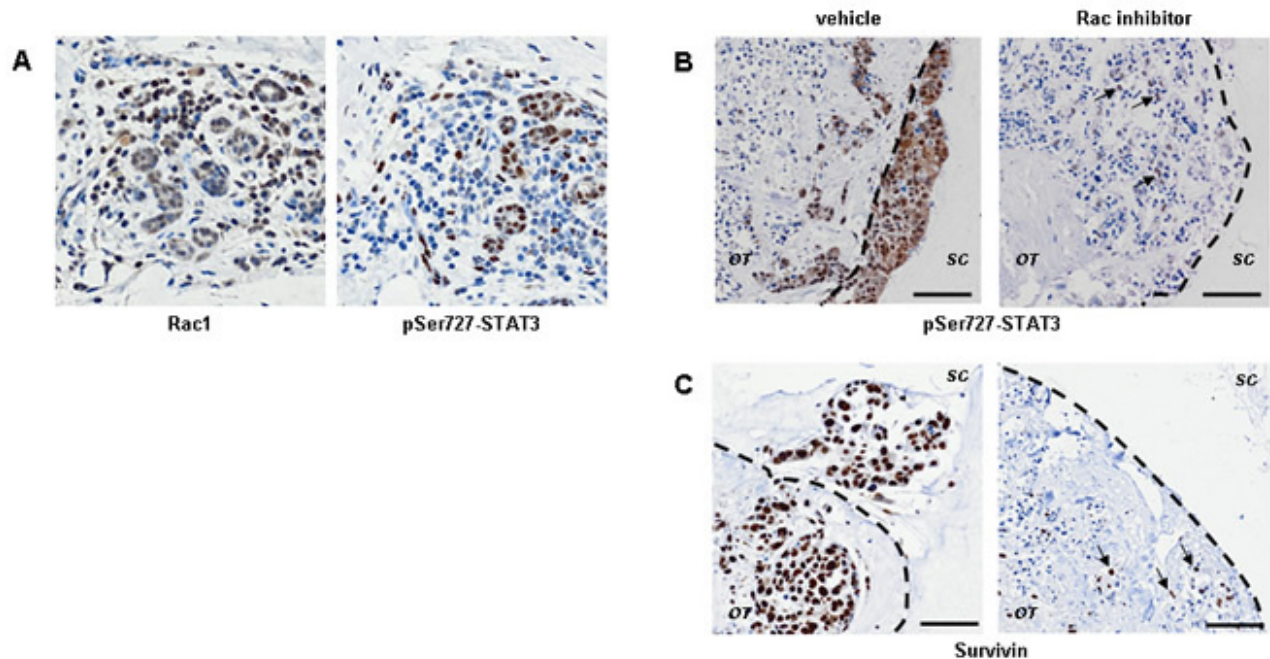 A
Rac1
pSer727-STAT3
B
vehicle
Rac inhibitor
OT
SC
OT
SC
pSer727-STAT3
C
SC
OT
SC
OT
Survivin